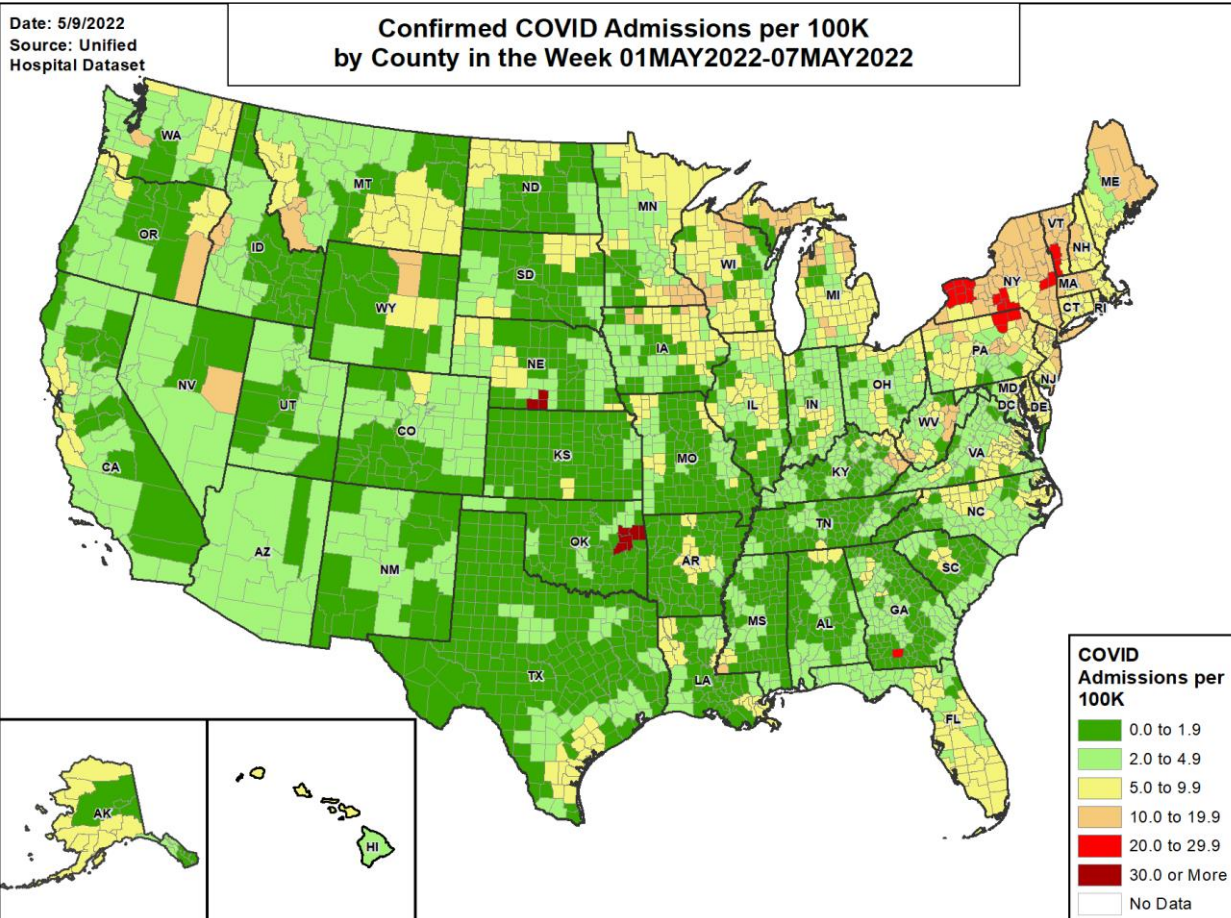 Date: 5/9/2022
Source: Unified
Hospital Dataset
Confirmed COVID Admissions per 100K
by County in the Week 01MAY2022-07MAY2022
WA
MT
ND
MN
ME
OR
ID
SD
WI
VT
NH
NY
MA
CT
RI
WY
MI
IA
NE
PA
NV
UT
CO
IL
IN
OH
NJ
MD
DC
DE
WV
CA
KS
MO
KY
VA
AZ
NM
OK
AR
TN
NC
SC
MS
AL
GA
TX
LA
FL
AK
HI
COVID
Admissions per
100K
0.0 to 1.9
2.0 to 4.9
5.0 to 9.9
10.0 to 19.9
20.0 to 29.9
30.0 or More
No Data